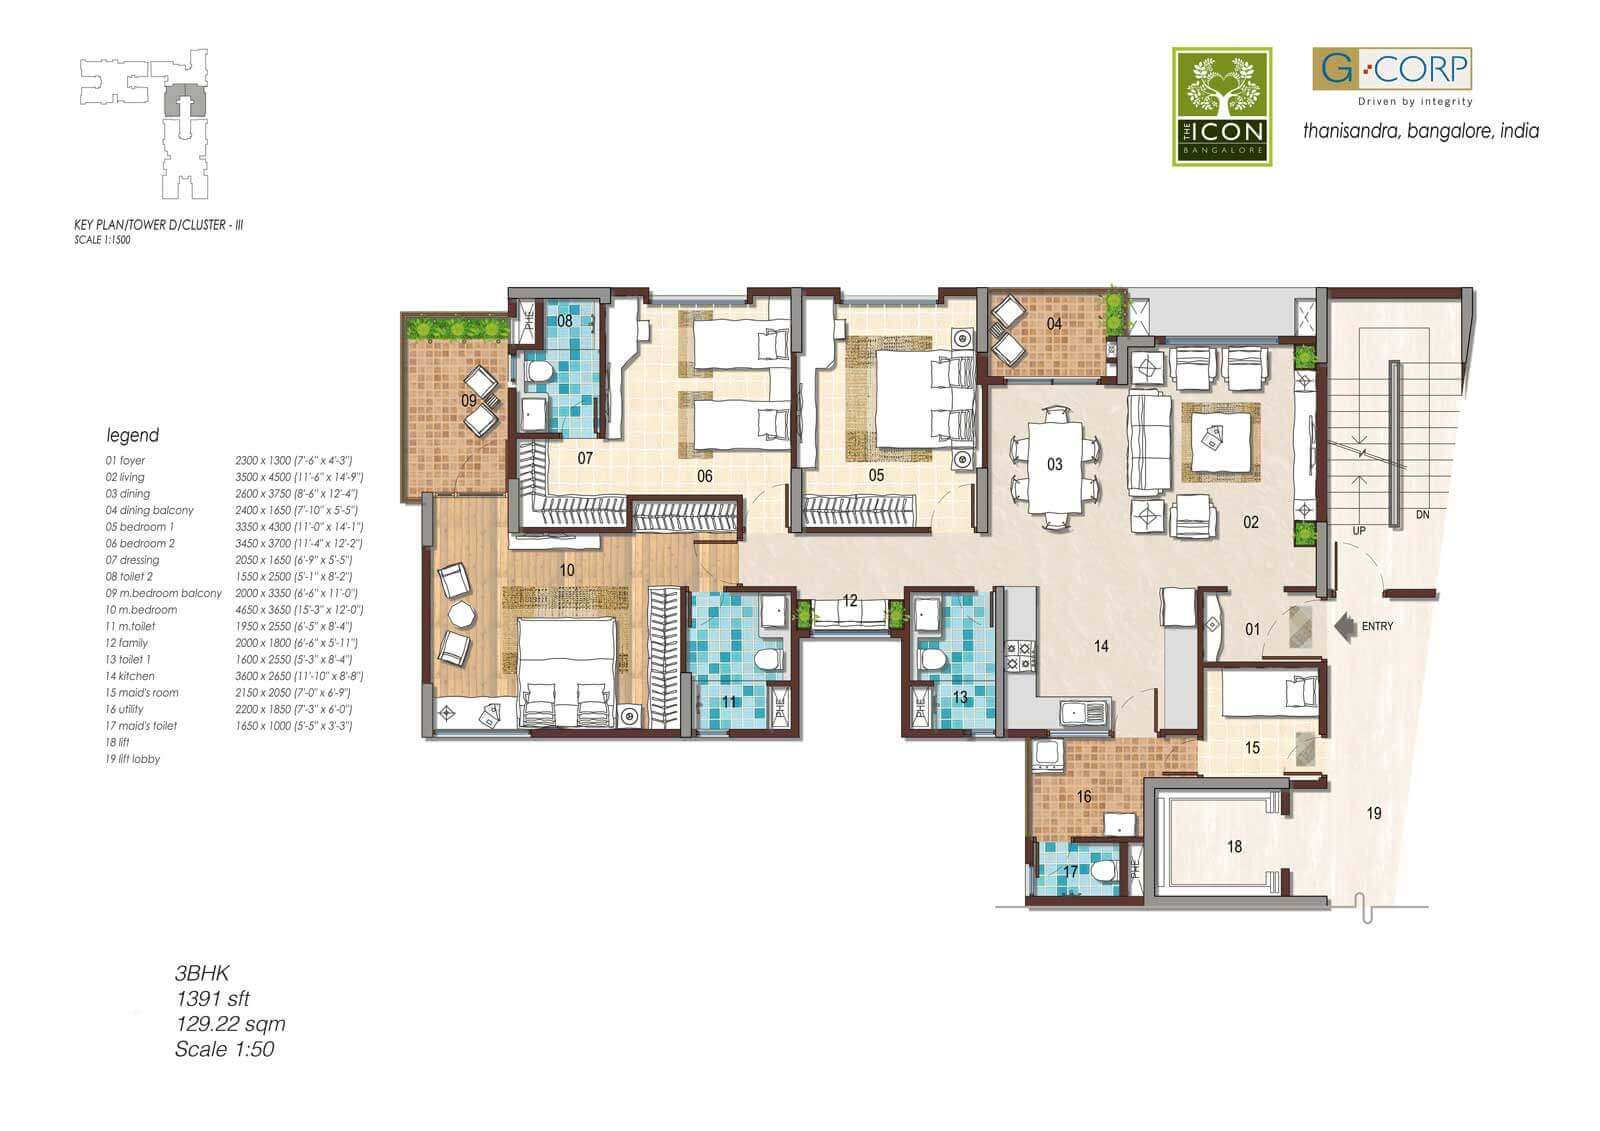 THE
ICON
BANGALORE
G CORP
Driven by integrity
thanisandra, bangalore, india
KEY PLAN/TOWER D/CLUSTER - III
SCALE 1:1500
legend
01 foyer 2300 x 1300 (7'-6" x 4'-3")
02 living 3500 x 4500 (11'-6" x 14'-9")
03 dining 2600 x 3750 (8'-6" x 12'-4")
04 dining balcony 2400 x 1650 (7'-10" x 5'-5")
05 bedroom 1 3350 x 4300 (11'-0" x 14'-1")
06 bedroom 2 3450 x 3700 (11'-4" x 12'-2")
07 dressing 2050 x 1650 (6'-9" x 5'-5")
08 toilet 2 1550 x 2500 (5'-1" x 8'-2")
09 m.bedroom balcony 2000 x 3350 (6'-6" x 11'-0")
10 m.bedroom 4650 x 3650 (15'-3" x 12'-0")
11 m.toilet 1950 x 2550 (6'-5" x 8'-4")
12 family 2000 x 1800 (6'-6" x 5'-11")
13 toilet 1 1600 x 2550 (5'-3" x 8'-4")
14 kitchen 3600 x 2650 (11'-10" x 8'-8")
15 maid's room 2150 x 2050 (7'-0" x 6'-9")
16 utility 2200 x 1850 (7'-3" x 6'-0")
17 maid's toilet 1650 x 1000 (5'-5" x 3'-3")
18 lift
19 lift lobby
PHE
08
04
02
09
07
06
05
03
UP
DN
10
12
01
ENTRY
14
11
PHE
PHE
13
15
16
18
19
17
PHE
3BHK
1391 sft
129.22 sqm
Scale 1:50